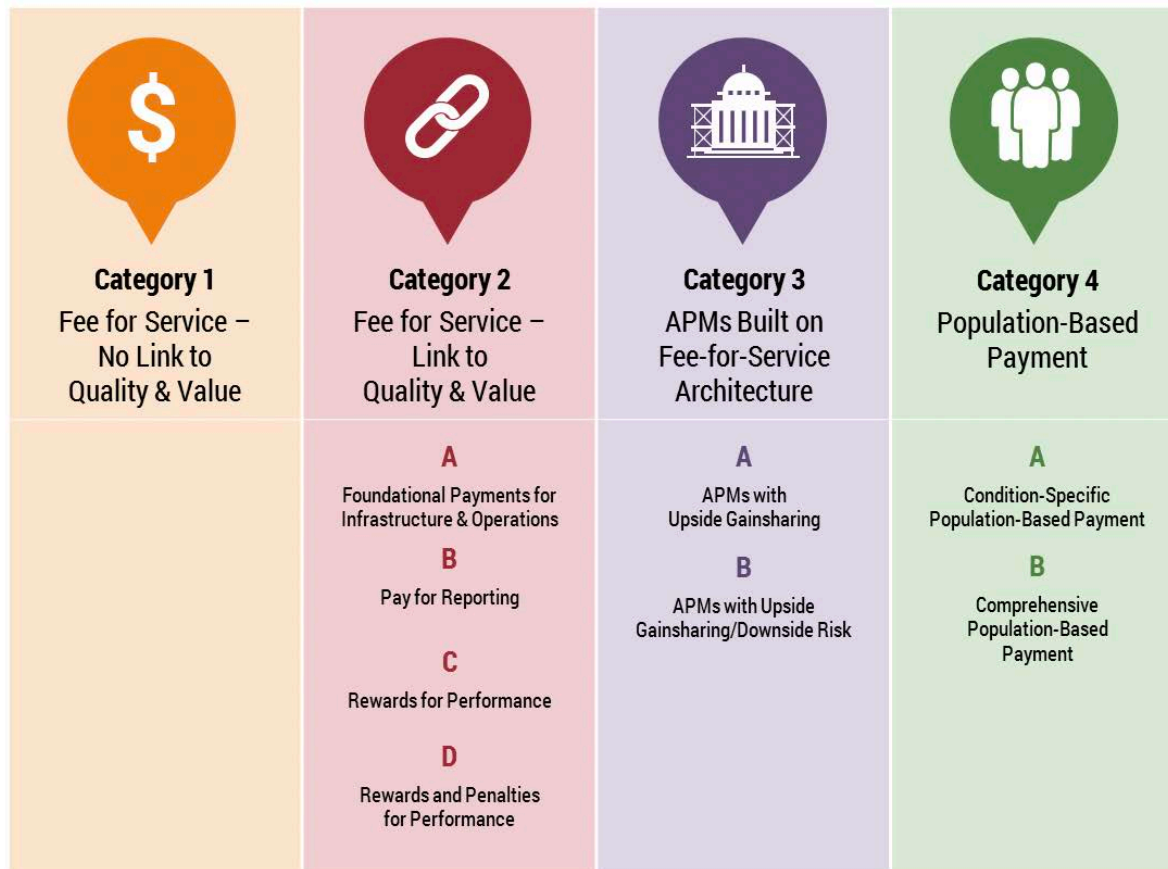 $
Category 1
Fee for Service –
No Link to
Quality & Value
Category 2
Fee for Service –
Link to
Quality & Value
A
Foundational Payments for
Infrastructure & Operations
B
Pay for Reporting
C
Rewards for Performance
D
Rewards and Penalties
for Performance
Category 3
APMs Built on
Fee-for-Service
Architecture
A
APMs with
Upside Gainsharing
B
APMs with Upside
Gainsharing/Downside Risk
Category 4
Population-Based
Payment
A
Condition-Specific
Population-Based Payment
B
Comprehensive
Population-Based
Payment